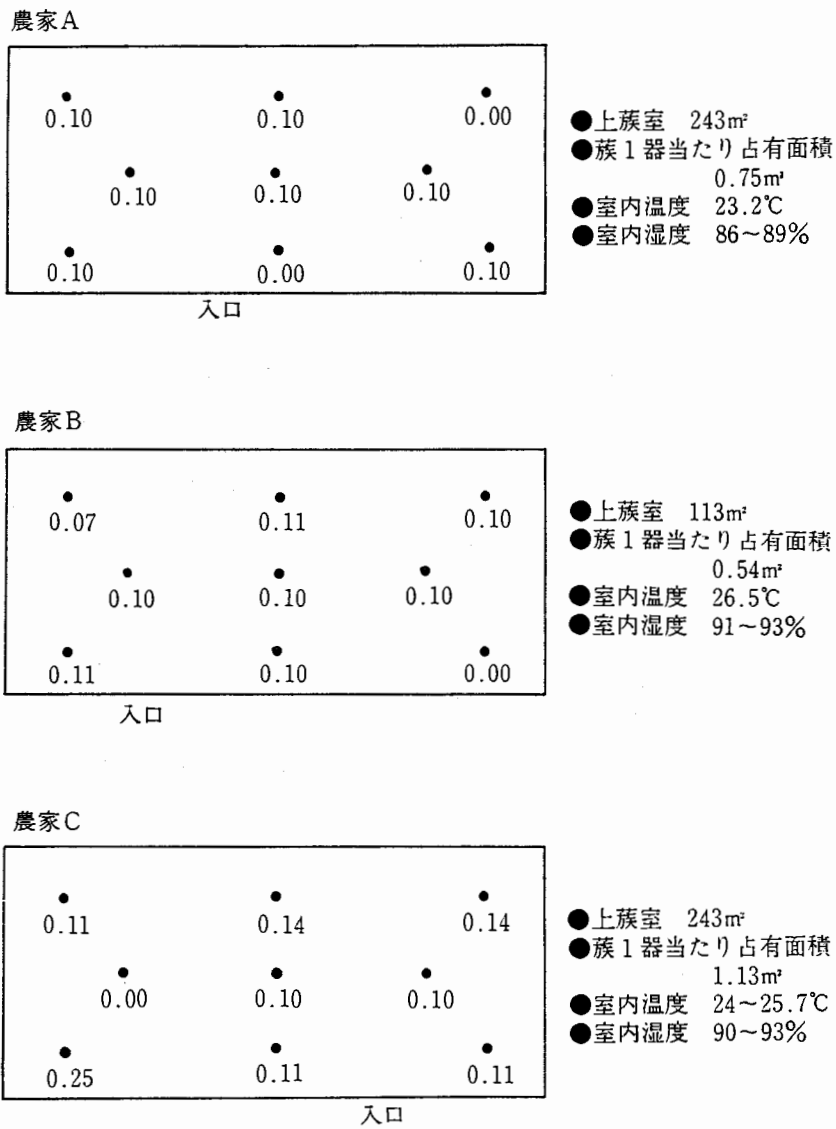 農家A
0.10 0.10 0.00
0.10 0.10 0.10
0.10 0.00 0.10
入口
●上蔟室 243㎡
●蔟1器当たり占有面積
0.75㎡
●室内温度 23.2℃
●室内湿度 86~89%
農家B
0.07 0.11 0.10
0.10 0.10 0.10
0.11 0.10 0.00
入口
●上蔟室 113㎡
●蔟1器当たり占有面積
0.54㎡
●室内温度 26.5℃
●室内湿度 91~93%
農家C
0.11 0.14 0.14
0.00 0.10 0.10
0.25 0.11 0.11
入口
●上蔟室 243㎡
●蔟1器当たり占有面積
1.13㎡
●室内温度 24~25.7℃
●室内湿度 90~93%